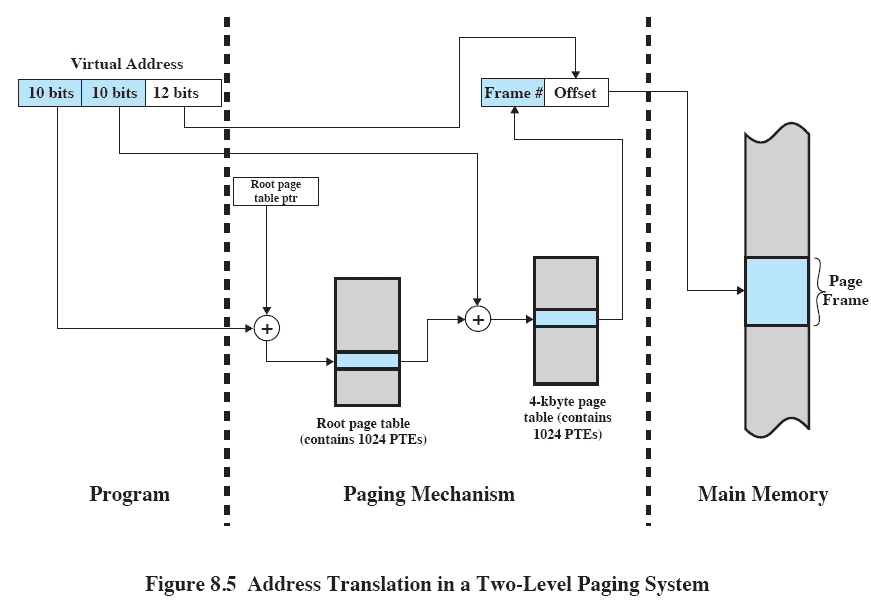 Virtual Address
10 bits 10 bits 12 bits
Frame # Offset
Root page
table ptr
+
+
Page
Frame
Root page table
(contains 1024 PTEs)
4-kbyte page
table (contains
1024 PTEs)
Program
Paging Mechanism
Main Memory
Figure 8.5 Address Translation in a Two-Level Paging System